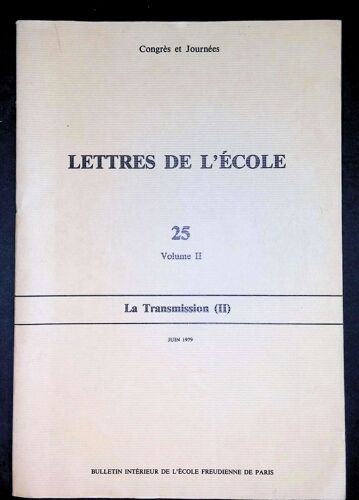 Congrès et Journées
LETTRES DE L'ÉCOLE
25
Volume II
La Transmission (II)
JUIN 1979
BULLETIN INTÉRIEUR DE L'ÉCOLE FREUDIENNE DE PARIS